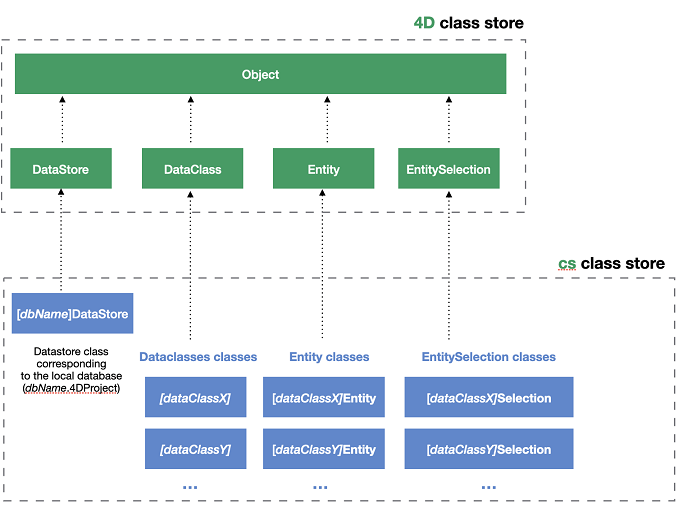 4D class store
Object
DataStore
DataClass
Entity
EntitySelection
cs class store
[dbName]DataStore
Datastore class
corresponding
to the local database
(dbName.4DProject)
Dataclasses classes
Entity classes
EntitySelection classes
[dataClassX]
[dataClassX]Entity
[dataClassX]Selection
[dataClassY]
[dataClassY]Entity
[dataClassY]Selection
...
...
...